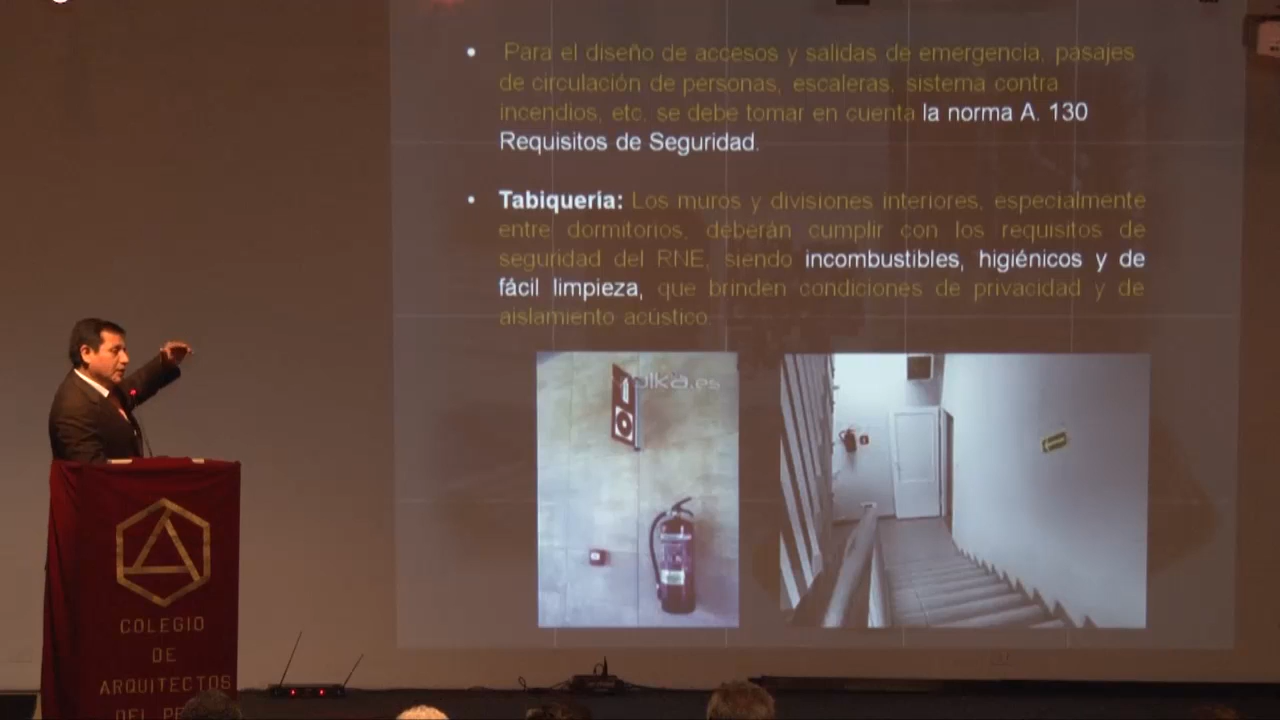 • Para el diseño de accesos y salidas de emergencia, pasajes
de circulación de personas, escaleras, sistema contra
incendios, etc, se debe tomar en cuenta la norma A. 130
Requisitos de Seguridad.
• Tabiquería: Los muros y divisiones interiores, especialmente
entre dormitorios, deberán cumplir con los requisitos de
seguridad del RNE, siendo incombustibles, higiénicos y de
fácil limpieza, que brinden condiciones de privacidad y de
aislamiento acústico.
COLEGIO
DE
ARQUITECTOS
DEL